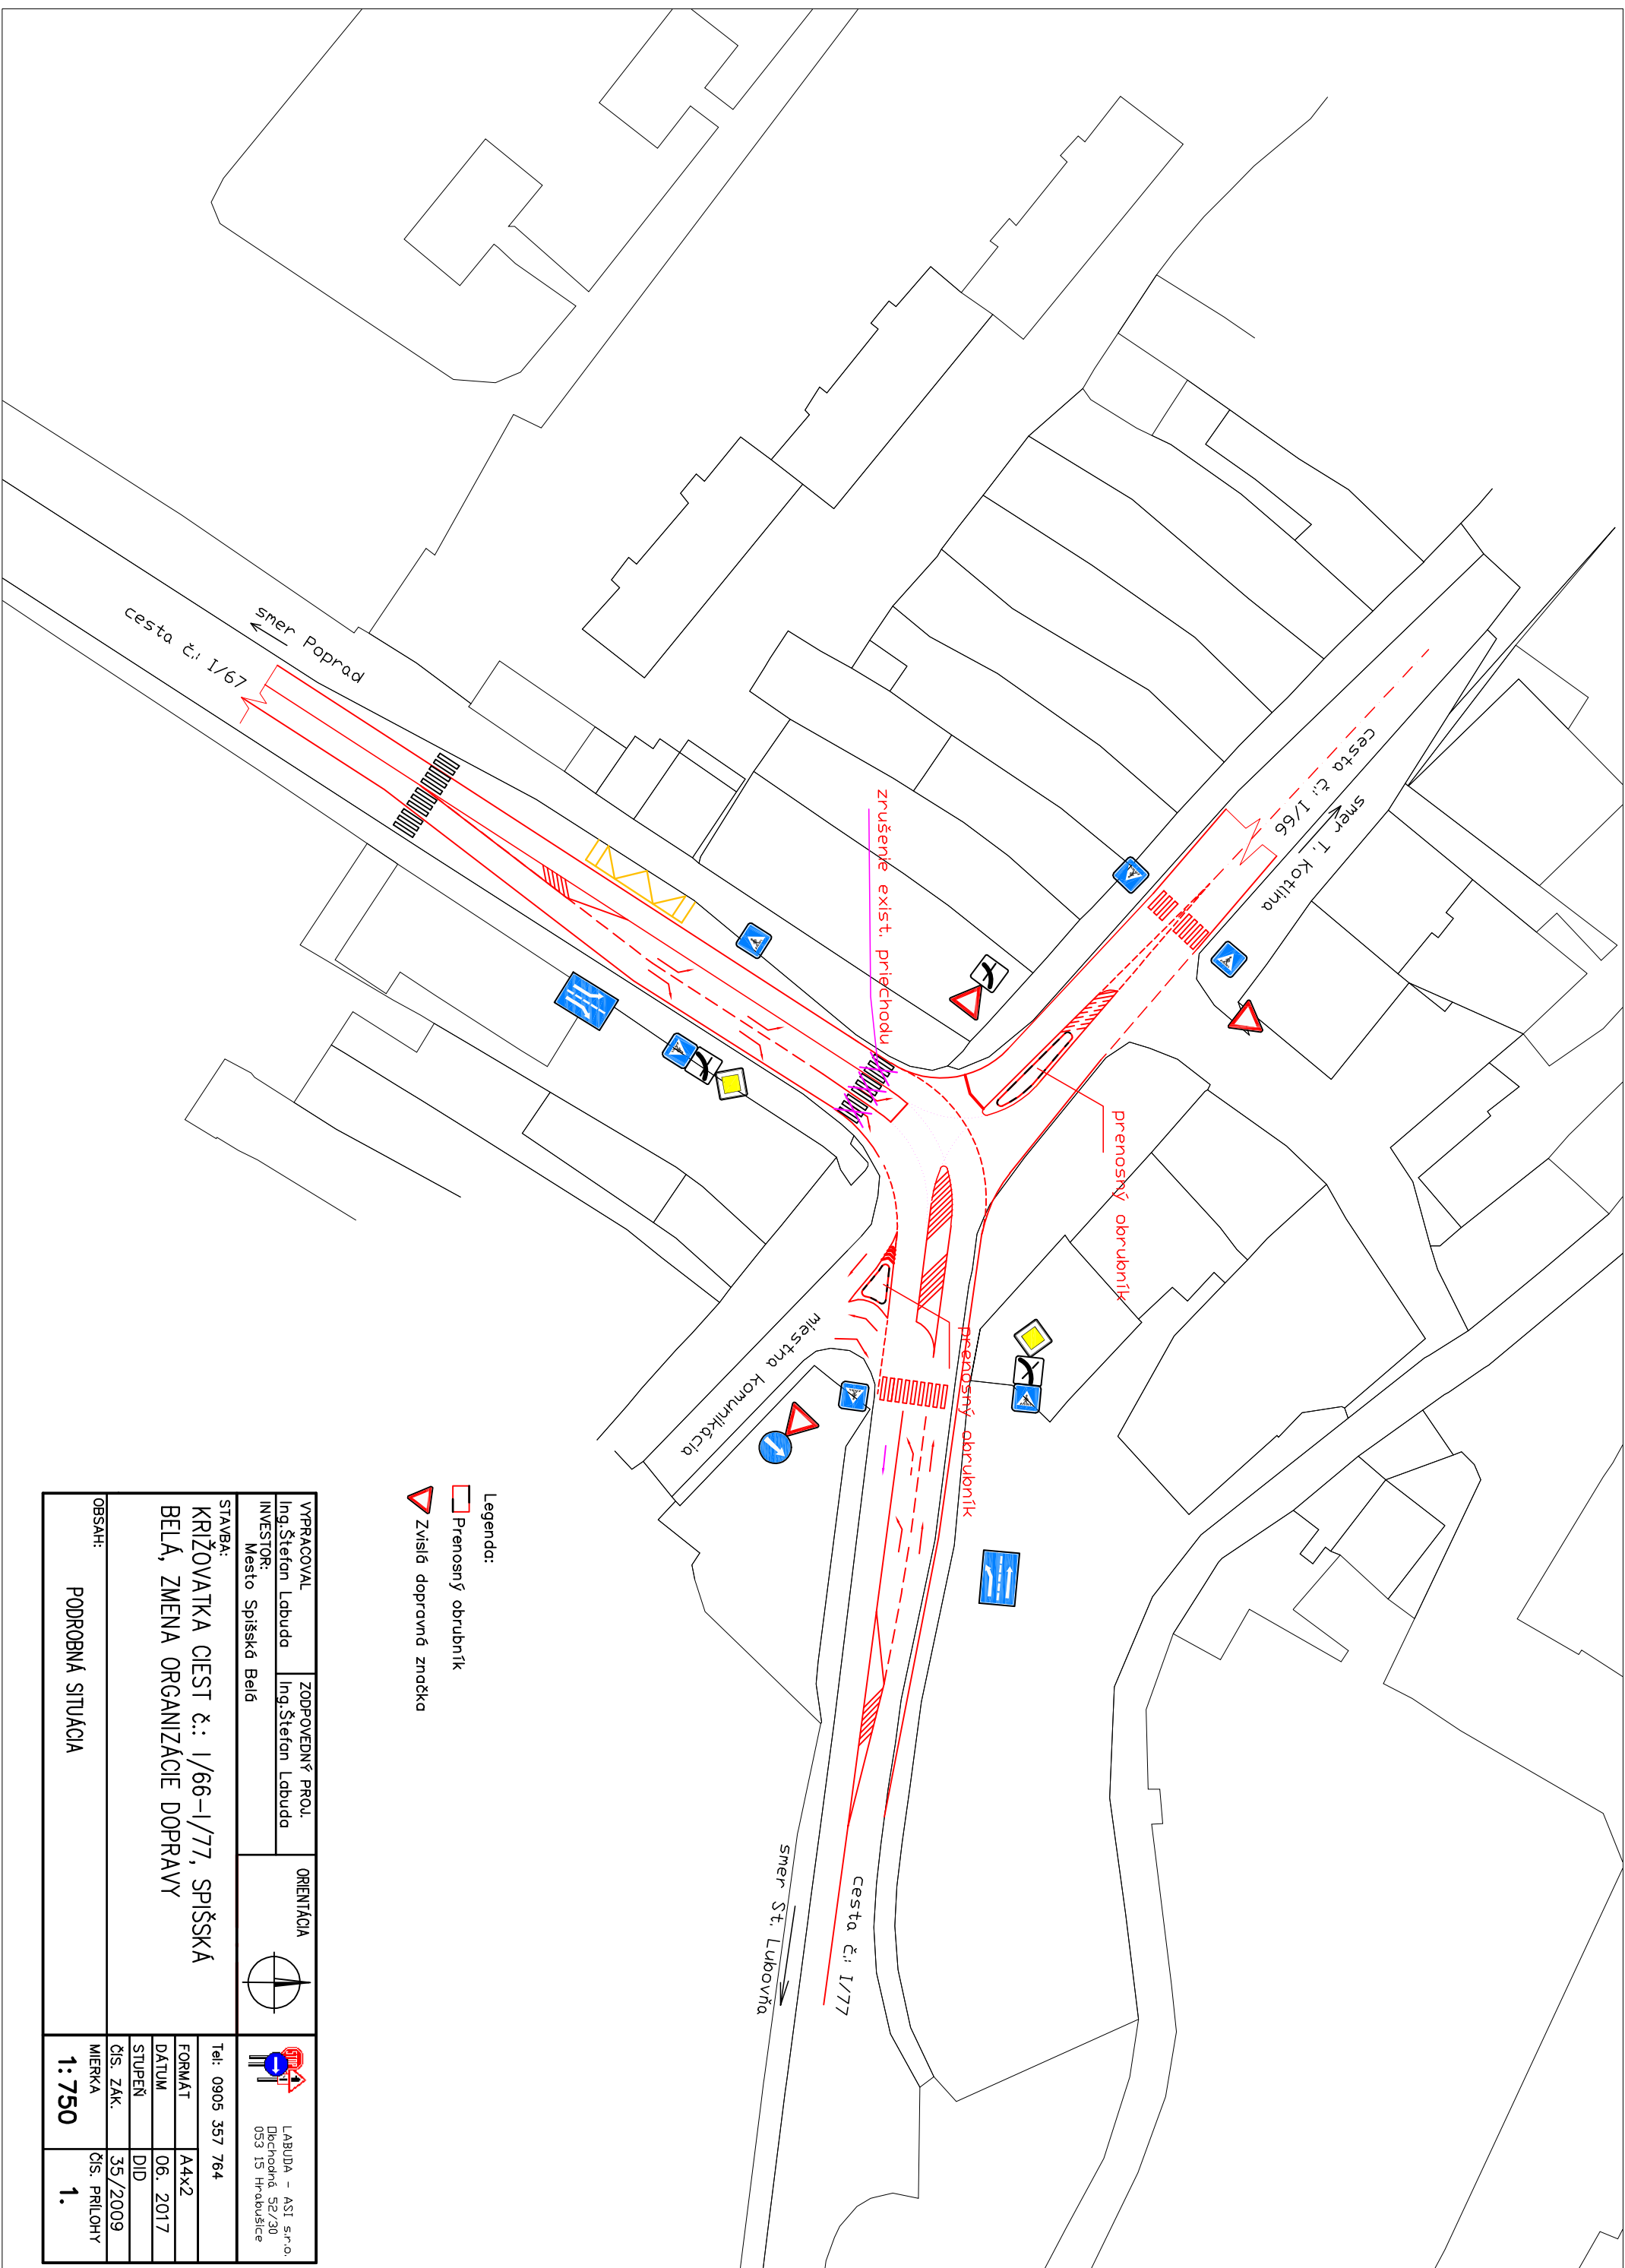 cesta č.: I/66
smer T. Kotlina
prenosný obrubník
zrušenie exist. priechodu
smer Poprad
cesta č.: I/67
prenosný obrubník
miestna komunikácia
cesta č.: I/77
smer St. Lubovňa
Legenda:
Prenosný obrubník
Zvislá dopravná značka
VYPRACOVAL
Ing.Štefan Labuda
ZODPOVEDNÝ PROJ.
Ing.Štefan Labuda
INVESTOR:
Mesto Spišská Belá
ORIENTÁCIA
STOP
LABUDA - ASI s.r.o.
Obchodná 52/30
053 15 Hrabušice
Tel: 0905 357 764
STAVBA:
KRIŽOVATKA CIEST č.: I/66-I/77, SPIŠSKÁ
BELÁ, ZMENA ORGANIZÁCIE DOPRAVY
FORMÁT A4x2
DÁTUM 06. 2017
STUPEŇ DID
ČÍS. ZÁK. 35/2009
OBSAH:
PODROBNÁ SITUÁCIA
MIERKA
1:750
ČÍS. PRÍLOHY
1.